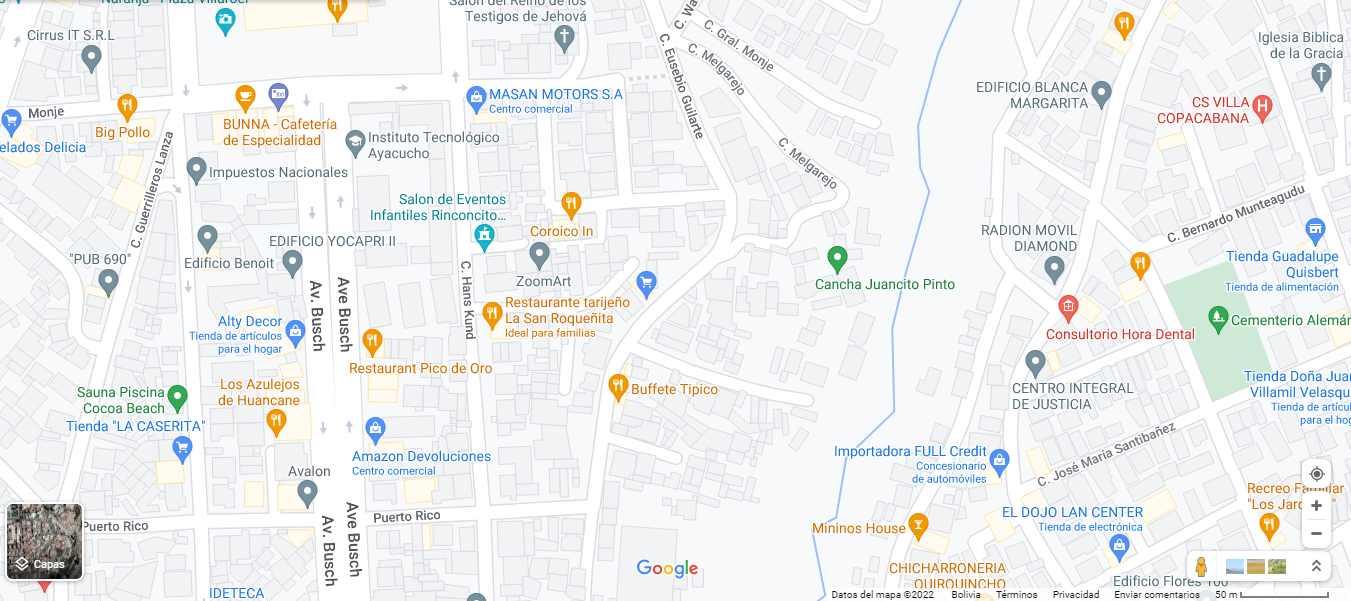 Naranja - Plaza Villarroel
Salón del Reino de los
Testigos de Jehová
Cirrus IT S.R.L
C. Gral. Monje
C. Melgarejo
C. Eusebio Guilarte
Iglesia Biblica
de la Gracia
EDIFICIO BLANCA
MARGARITA
CS VILLA
COPACABANA
MASAN MOTORS S.A
Centro comercial
Monje
Big Pollo
elados Delicia
BUNNA - Cafetería
de Especialidad
Instituto Tecnológico
Ayacucho
C. Melgarejo
Impuestos Nacionales
C. Guerrilleros Lanza
Salon de Eventos
Infantiles Rinconcito...
Coroico In
C. Bernardo Munteagudu
RADION MOVIL
DIAMOND
EDIFICIO YOCAPRI II
"PUB 690"
Edificio Benoit
ZoomArt
Cancha Juancito Pinto
Tienda Guadalupe
Quisbert
Tienda de alimentación
C. Hans Kund
Av. Busch
Ave Busch
Restaurante tarijeño
La San Roqueñita
Ideal para familias
Alty Decor
Tienda de artículos
para el hogar
Consultorio Hora Dental
Cementerio Alemá
Restaurant Pico de Oro
Los Azulejos
de Huancane
Sauna Piscina
Cocoa Beach
Buffete Tipico
CENTRO INTEGRAL
DE JUSTICIA
Tienda Doña Jua
Villamil Velasqu
Tienda de artícul
para el hog
Tienda "LA CASERITA"
Amazon Devoluciones
Centro comercial
C. José María Santibañez
Importadora FULL Credit
Concesionario
de automóviles
Avalon
Recreo Familiar
"Los Jar
EL DOJO LAN CENTER
Tienda de electrónica
Puerto Rico
Puerto Rico
Av. Busch
Ave Busch
Mininos House
Capas
Google
CHICHARRONERIA
QUIRQUINCHO
Edificio Flores 100
IDETECA
Datos del mapa ©2022
Bolivia
Términos
Privacidad
Enviar comentarios
50 m